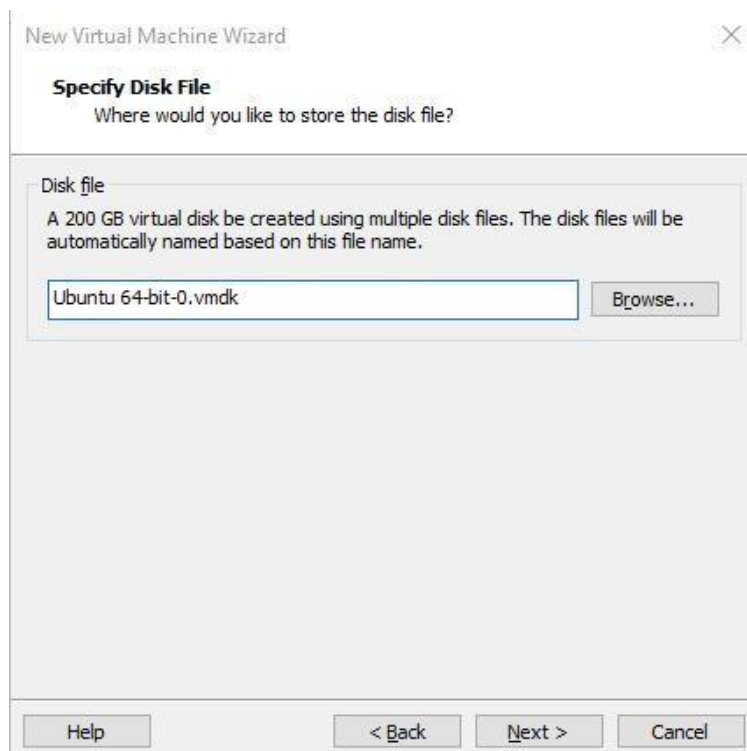 New Virtual Machine Wizard
Specify Disk File
Where would you like to store the disk file?
Disk file
A 200 GB virtual disk be created using multiple disk files. The disk files will be
automatically named based on this file name.
Ubuntu 64-bit-0.vmdk
Browse...
Help
< Back
Next >
Cancel